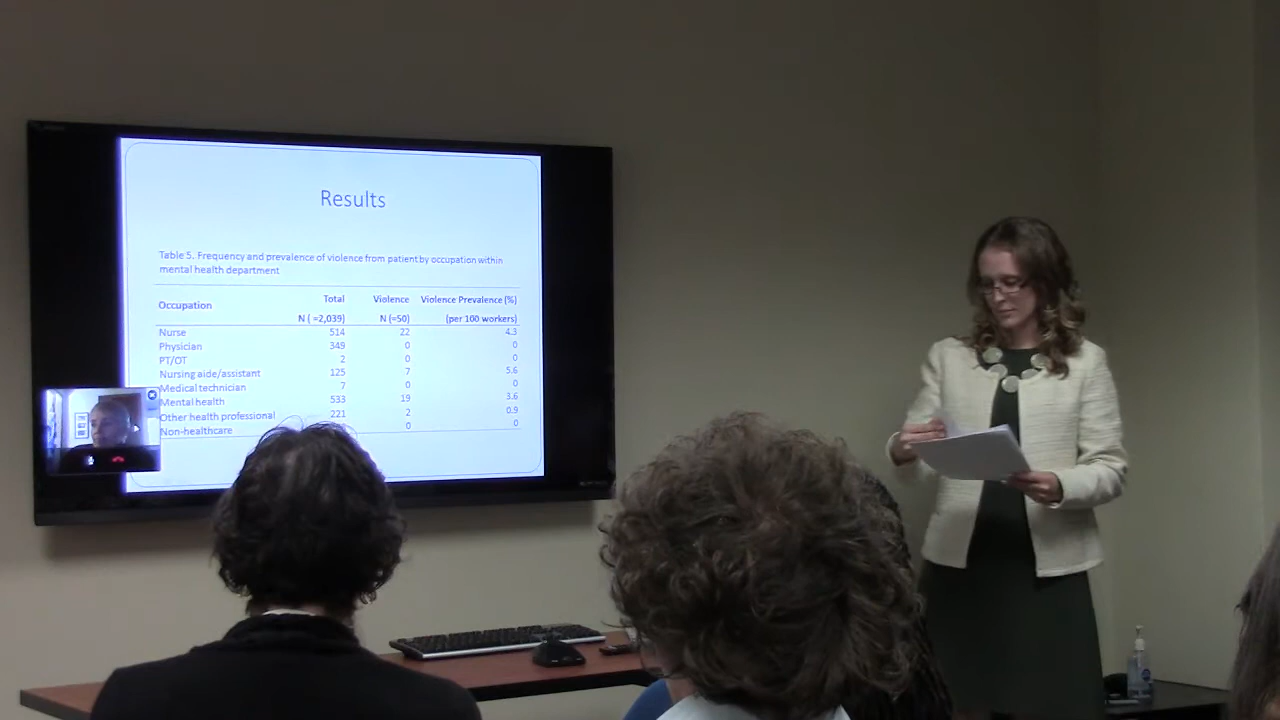 Results
Table 5. Frequency and prevalence of violence from patient by occupation within
mental health department
Occupation Total Violence Violence Prevalence (%)
N ( =2,039) N (=50) (per 100 workers)
Nurse 514 22 4.3
Physician 349 0 0
PT/OT 2 0 0
Nursing aide/assistant 125 7 5.6
Medical technician 7 0 0
Mental health 533 19 3.6
Other health professional 221 2 0.9
Non-healthcare 0 0